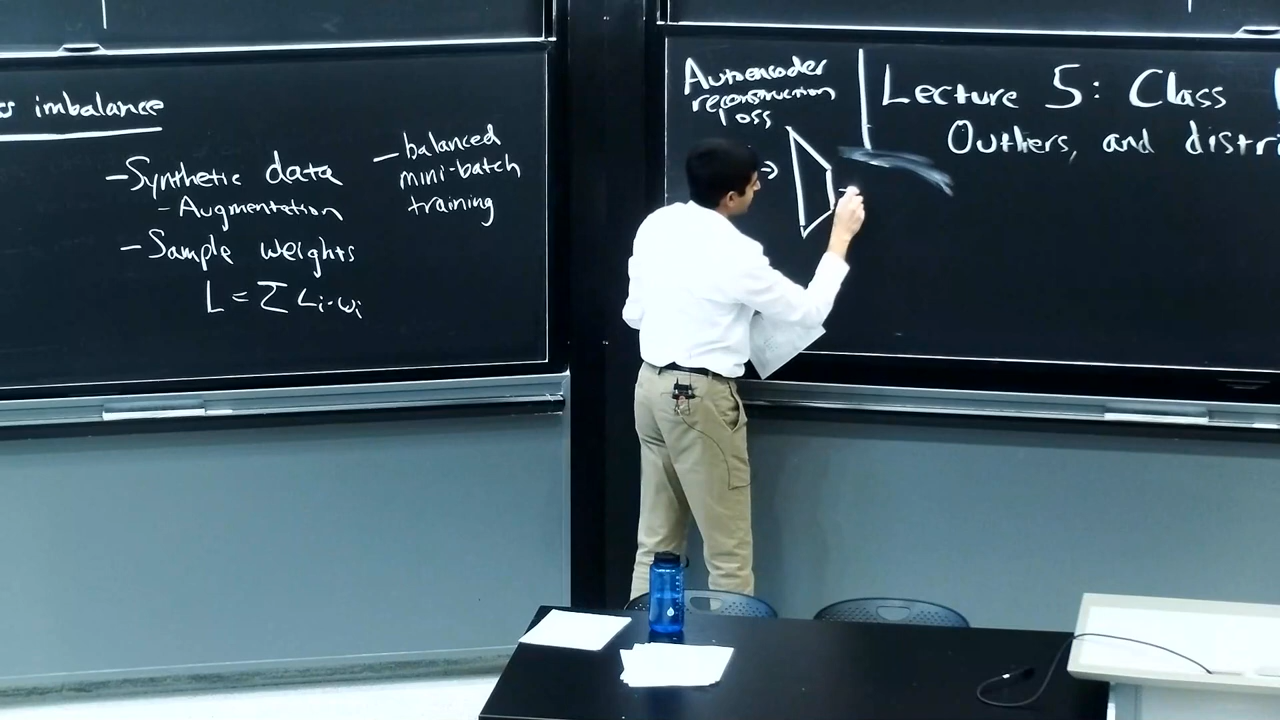 imbalance
- Synthetic data
- Augmentation
- Sample weights
L = Σ Li · wi
- balanced
mini-batch
training
Autoencoder
reconstruction
loss
Lecture 5: Class
Outliers, and distri